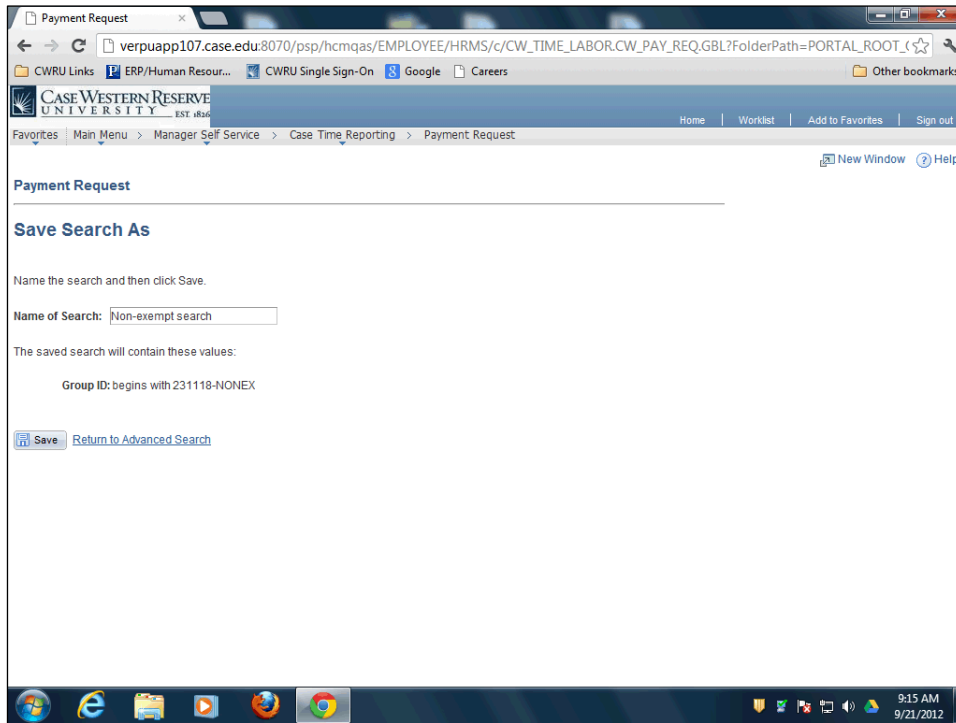 Payment Request
verpuapp107.case.edu:8070/psp/hcmqas/EMPLOYEE/HRMS/c/CW_TIME_LABOR.CW_PAY_REQ.GBL?FolderPath=PORTAL_ROOT_(
CWRU Links ERP/Human Resour... CWRU Single Sign-On Google Careers Other bookmarks
CASE WESTERN RESERVE
UNIVERSITY EST. 1826
Home | Worklist | Add to Favorites | Sign out
Favorites Main Menu > Manager Self Service > Case Time Reporting > Payment Request
New Window ? Help
Payment Request
Save Search As
Name the search and then click Save.
Name of Search: Non-exempt search
The saved search will contain these values:
Group ID: begins with 231118-NONEX
Save Return to Advanced Search
9:15 AM
9/21/2012